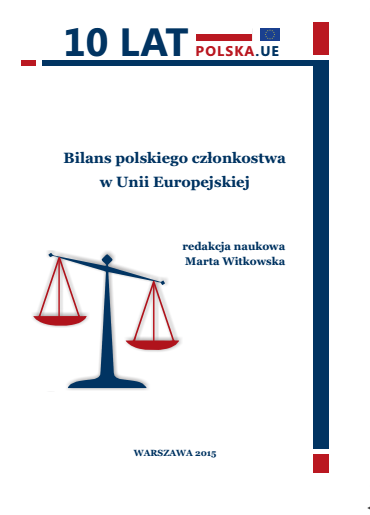 10 LAT
POLSKA.UE
Bilans polskiego członkostwa
w Unii Europejskiej
redakcja naukowa
Marta Witkowska
WARSZAWA 2015